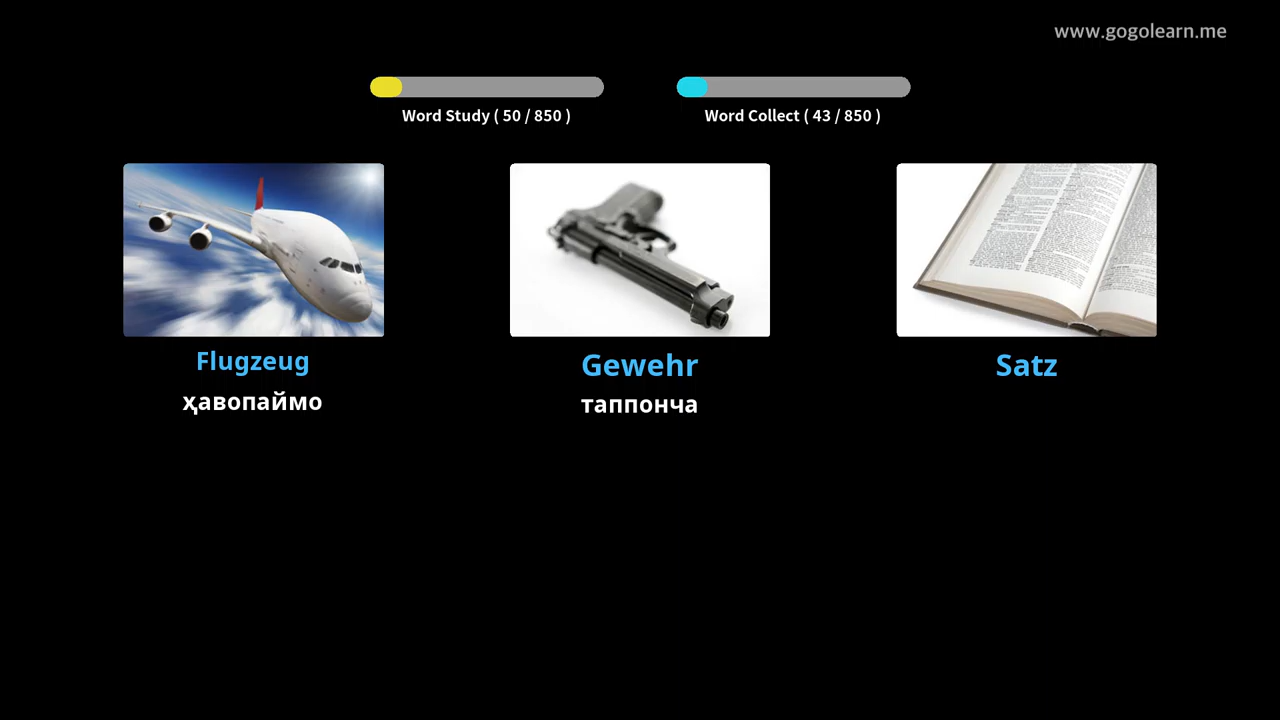 www.gogolearn.me
Word Study ( 50 / 850 )
Word Collect ( 43 / 850 )
Flugzeug
ҳавопаймо
Gewehr
таппонча
Satz